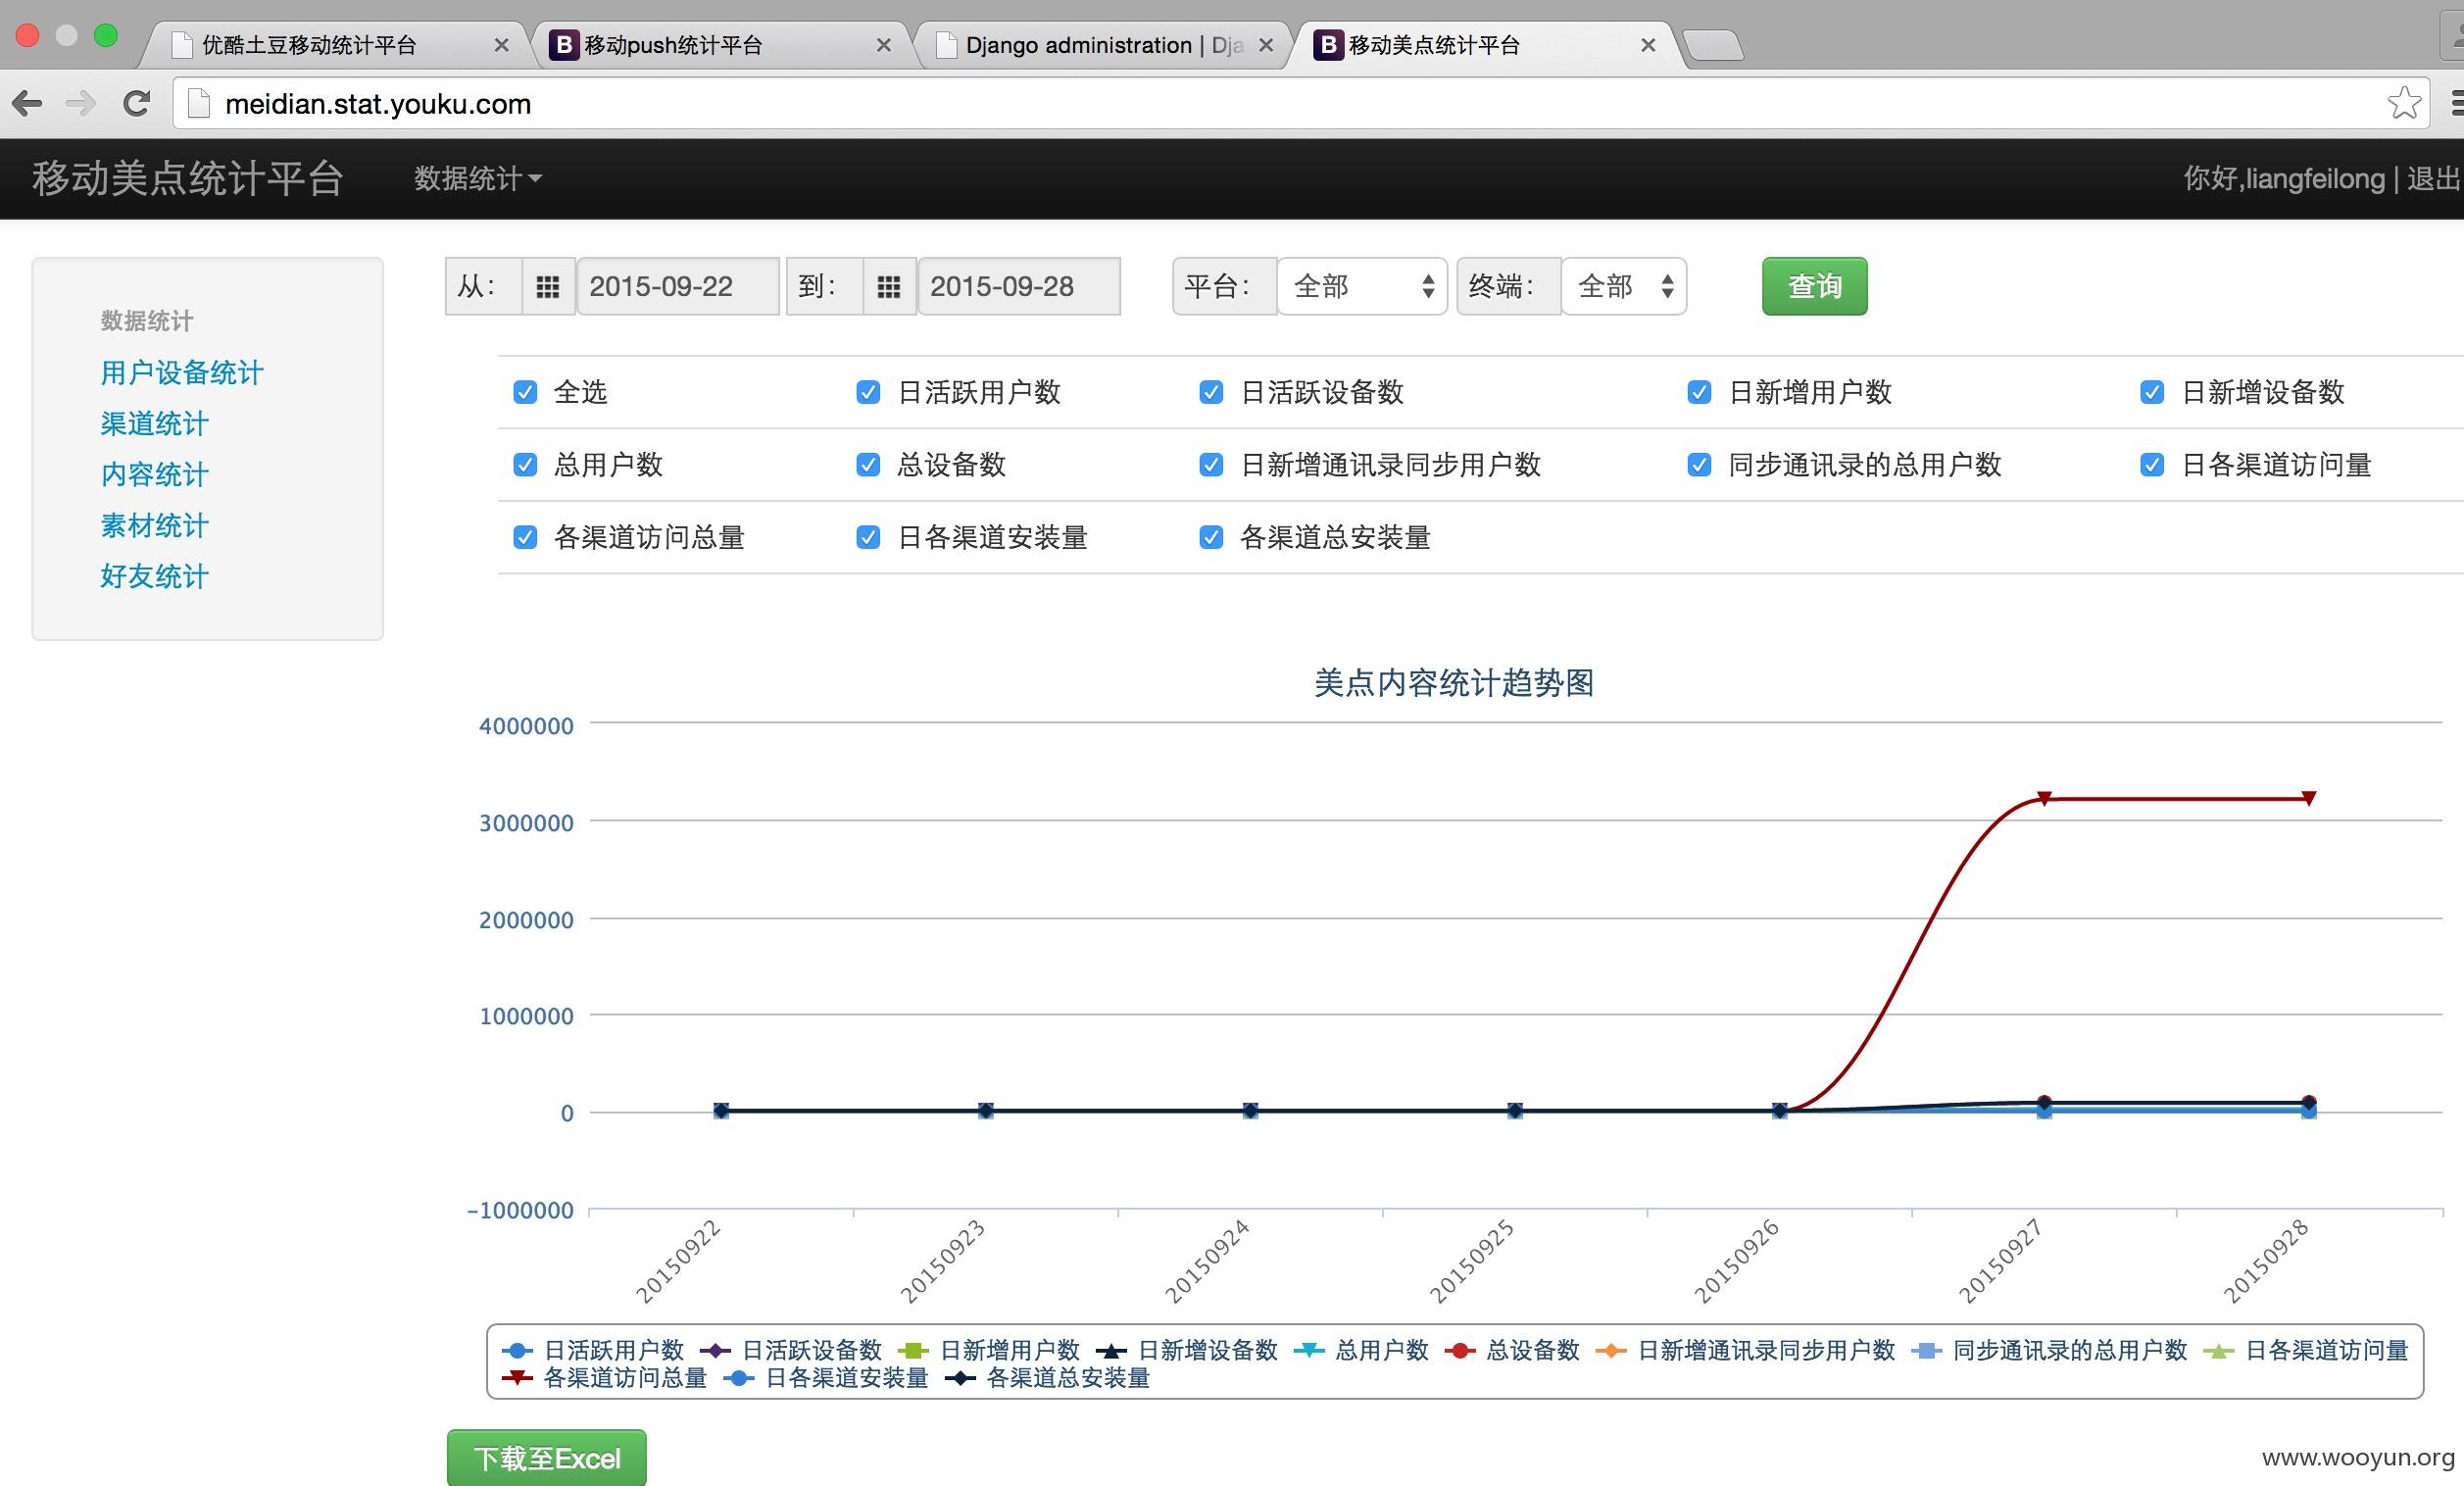 优酷土豆移动统计平台 移动push统计平台 Django administration | Dja 移动美点统计平台
meidian.stat.youku.com
移动美点统计平台 数据统计 你好,liangfeilong | 退出
从: 2015-09-22 到: 2015-09-28 平台: 全部 终端: 全部 查询
数据统计
用户设备统计
渠道统计
内容统计
素材统计
好友统计
全选 日活跃用户数 日活跃设备数 日新增用户数 日新增设备数
总用户数 总设备数 日新增通讯录同步用户数 同步通讯录的总用户数 日各渠道访问量
各渠道访问总量 日各渠道安装量 各渠道总安装量
美点内容统计趋势图
4000000
3000000
2000000
1000000
0
-1000000
20150922 20150923 20150924 20150925 20150926 20150927 20150928
日活跃用户数 日活跃设备数 日新增用户数 日新增设备数 总用户数 总设备数 日新增通讯录同步用户数 同步通讯录的总用户数 日各渠道访问量
各渠道访问总量 日各渠道安装量 各渠道总安装量
下载至Excel
www.wooyun.org